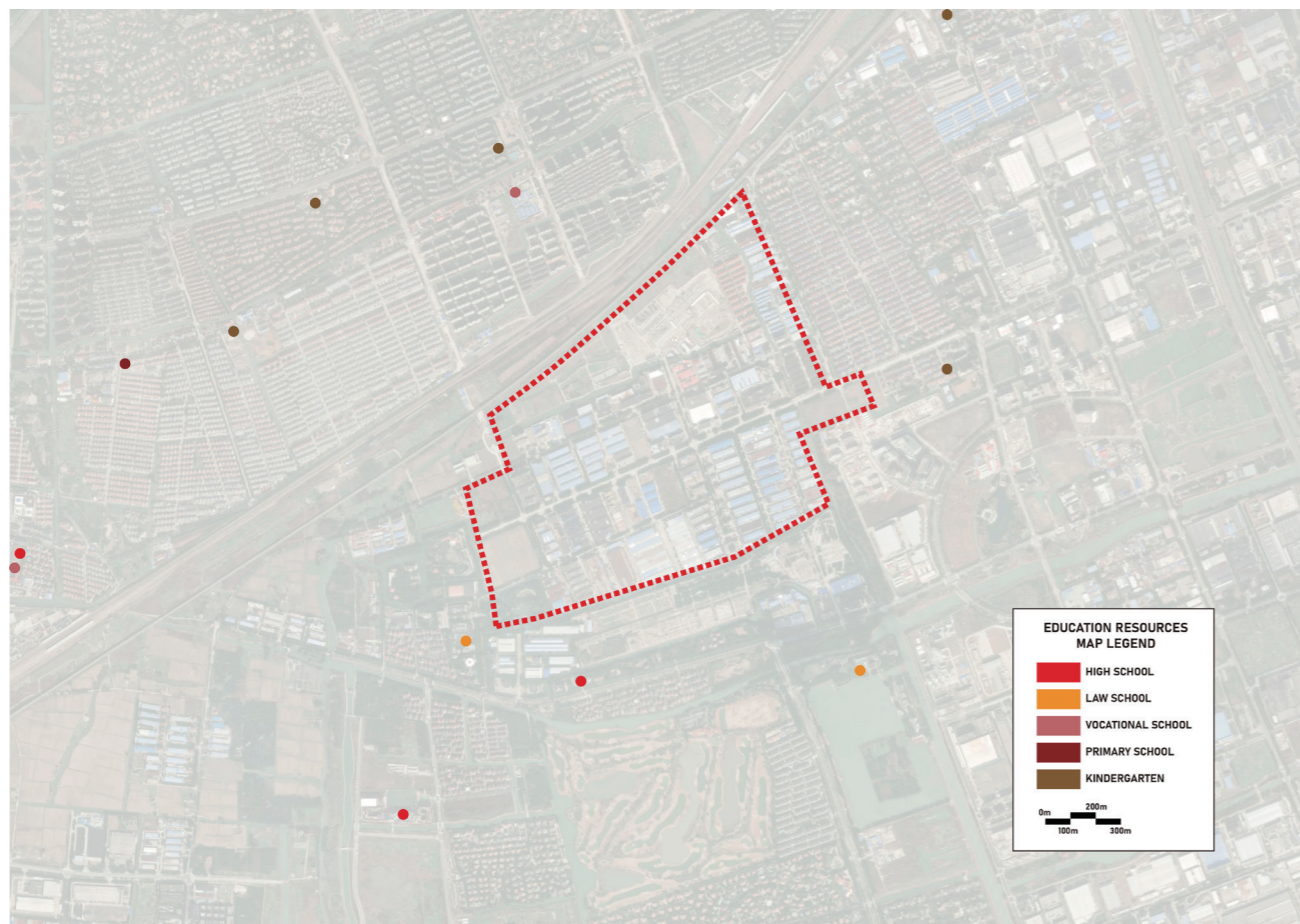 EDUCATION RESOURCES
MAP LEGEND
HIGH SCHOOL
LAW SCHOOL
VOCATIONAL SCHOOL
PRIMARY SCHOOL
KINDERGARTEN
0m
200m
100m
300m